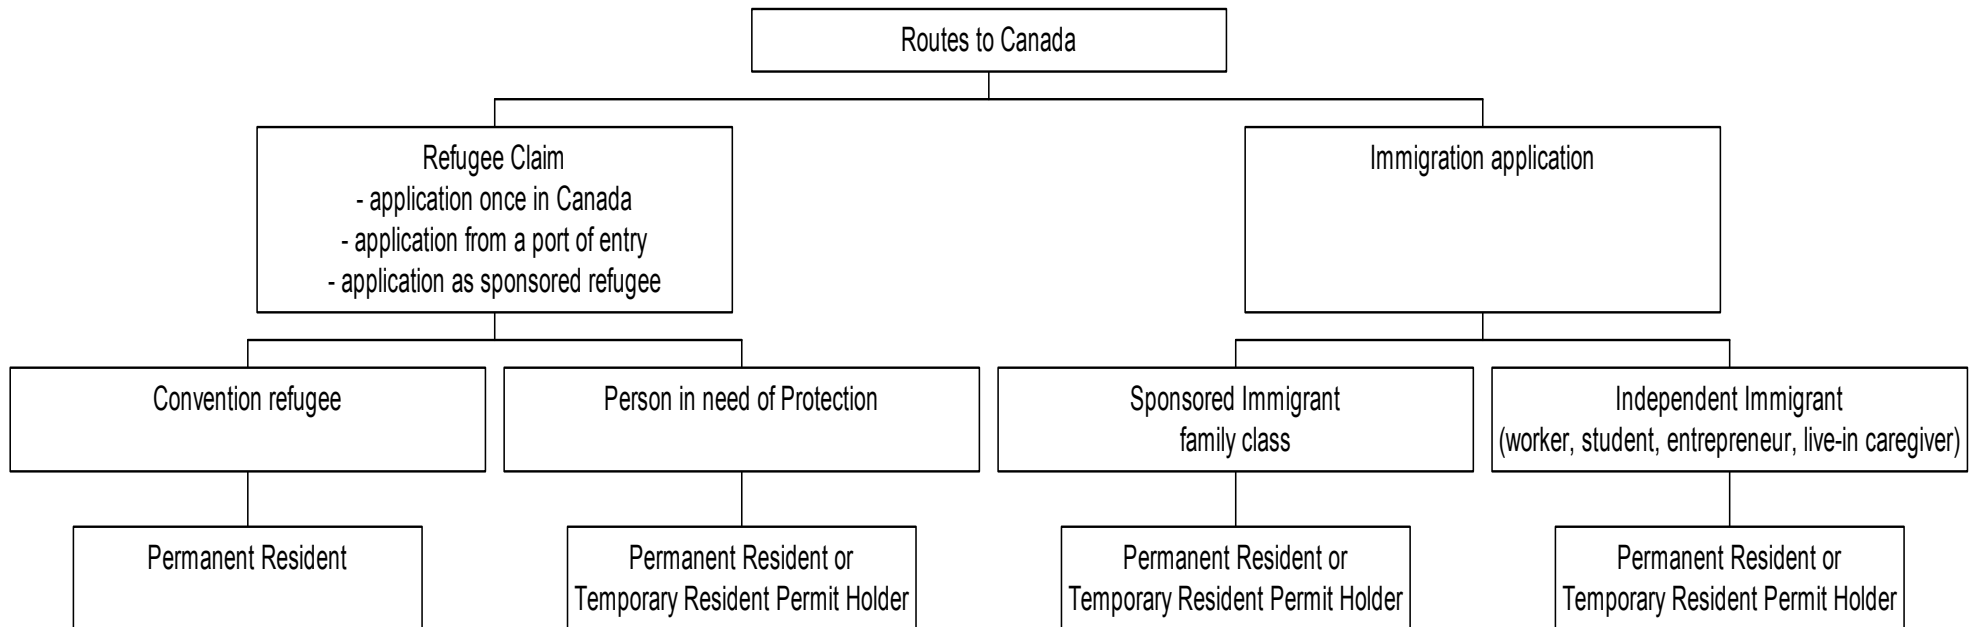 Routes to Canada
Refugee Claim
- application once in Canada
- application from a port of entry
- application as sponsored refugee
Immigration application
Convention refugee
Person in need of Protection
Sponsored Immigrant
family class
Independent Immigrant
(worker, student, entrepreneur, live-in caregiver)
Permanent Resident
Permanent Resident or
Temporary Resident Permit Holder
Permanent Resident or
Temporary Resident Permit Holder
Permanent Resident or
Temporary Resident Permit Holder